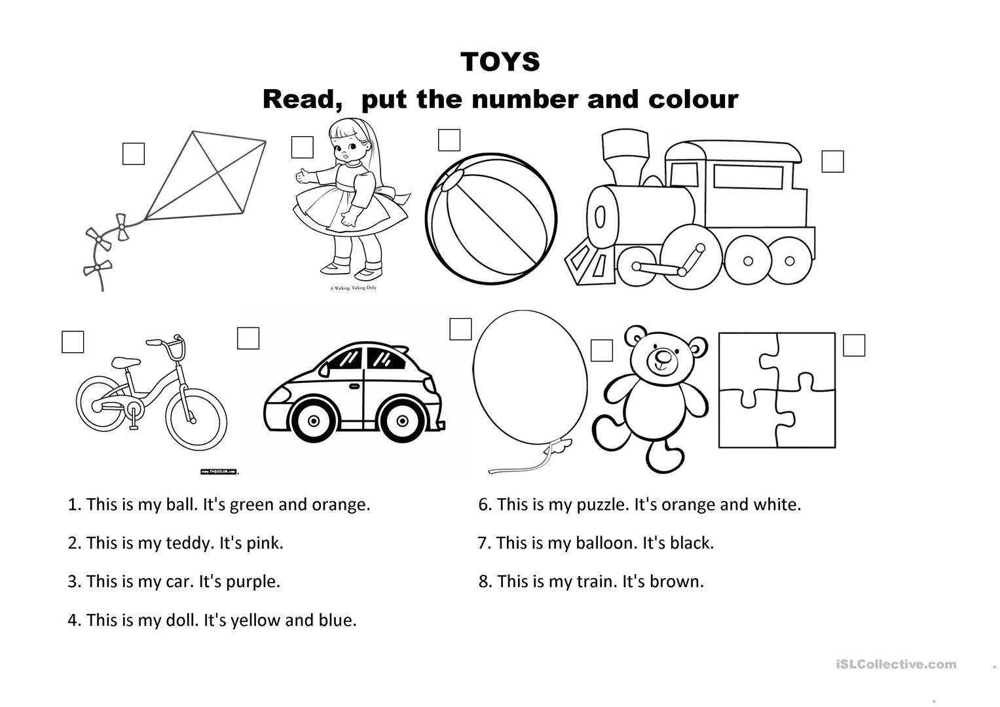 TOYS
Read,  put the number and colour
A Walking, Talking Dolly
www.THECOLOR.com
1. This is my ball. It's green and orange.
2. This is my teddy. It's pink.
3. This is my car. It's purple.
4. This is my doll. It's yellow and blue.
6. This is my puzzle. It's orange and white.
7. This is my balloon. It's black.
8. This is my train. It's brown.
iSLCollective.com